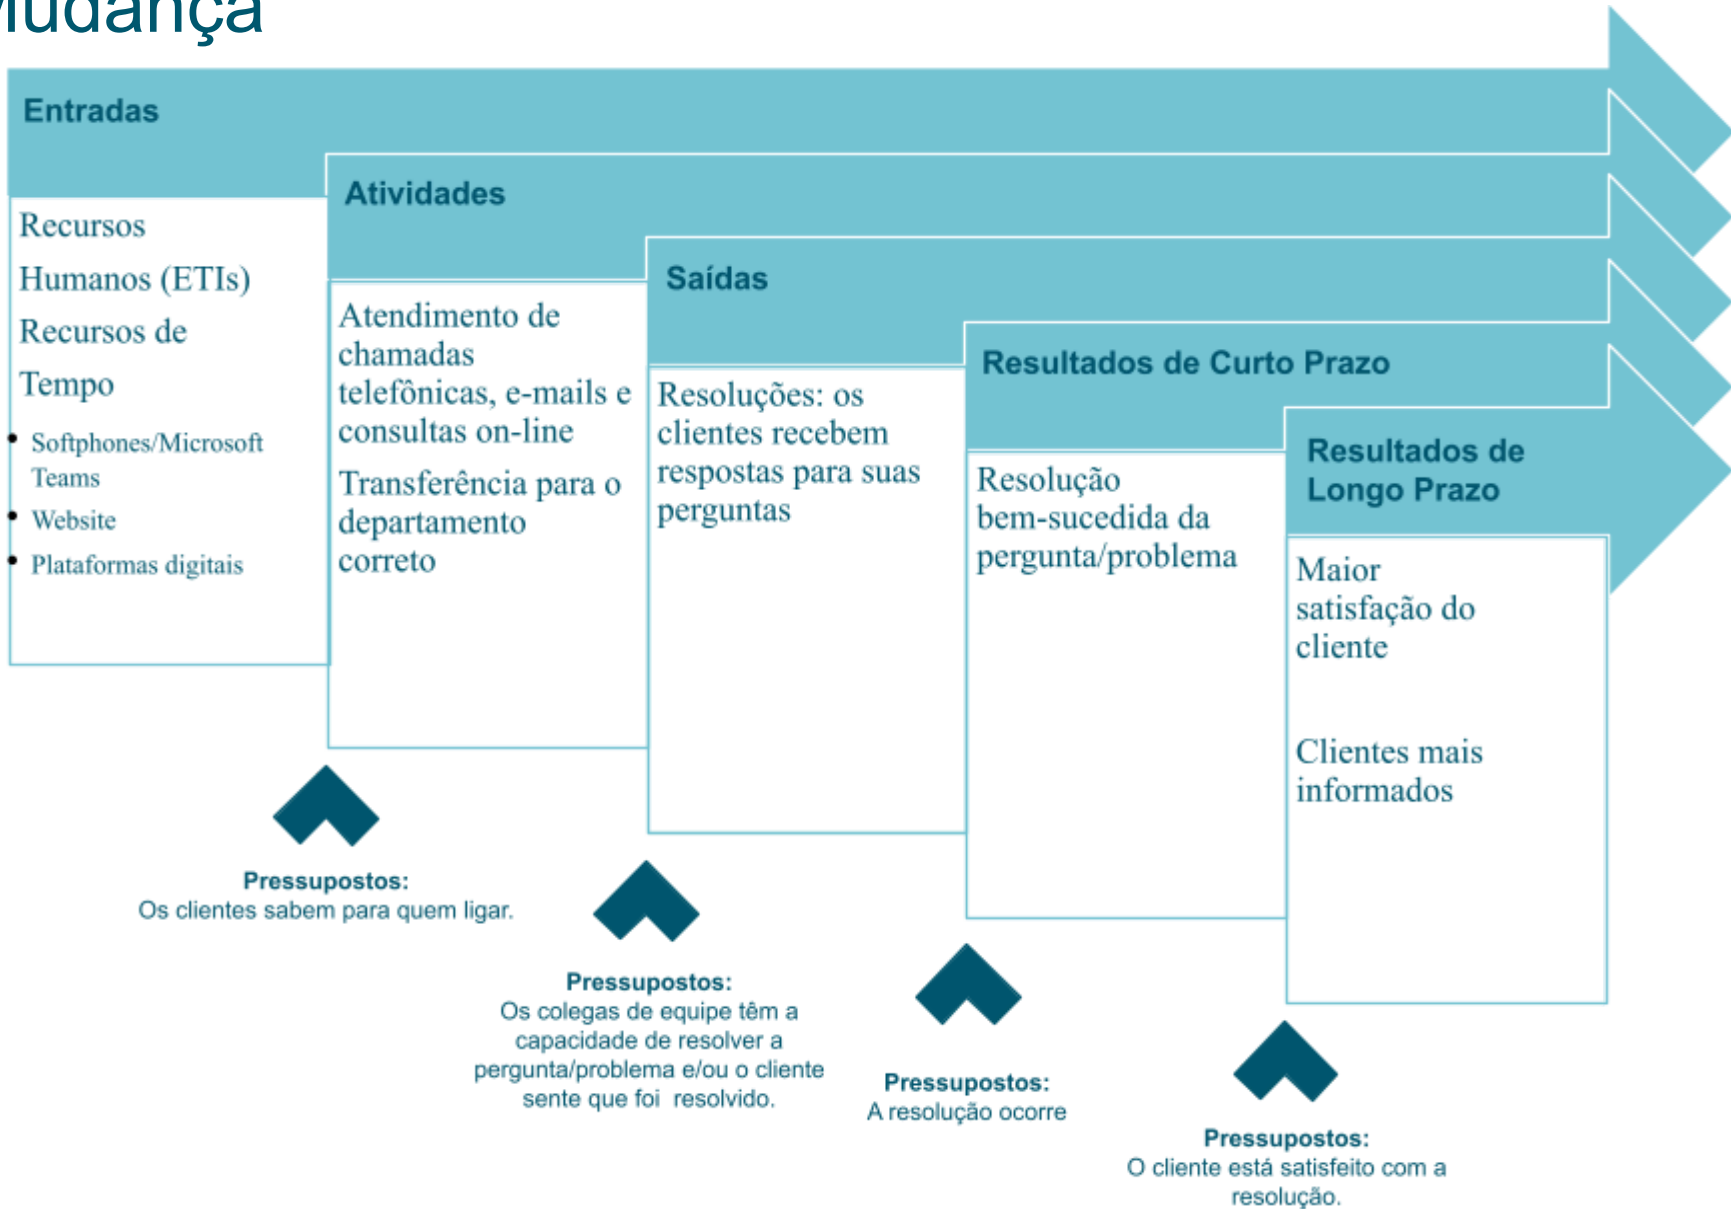 Mudança
Entradas
Recursos
Humanos (ETIs)
Recursos de
Tempo
• Softphones/Microsoft
Teams
• Website
• Plataformas digitais
Atividades
Atendimento de
chamadas
telefônicas, e-mails e
consultas on-line
Transferência para o
departamento
correto
Saídas
Resoluções: os
clientes recebem
respostas para suas
perguntas
Resultados de Curto Prazo
Resolução
bem-sucedida da
pergunta/problema
Resultados de
Longo Prazo
Maior
satisfação do
cliente
Clientes mais
informados
Pressupostos:
Os clientes sabem para quem ligar.
Pressupostos:
Os colegas de equipe têm a
capacidade de resolver a
pergunta/problema e/ou o cliente
sente que foi resolvido.
Pressupostos:
A resolução ocorre
Pressupostos:
O cliente está satisfeito com a
resolução.